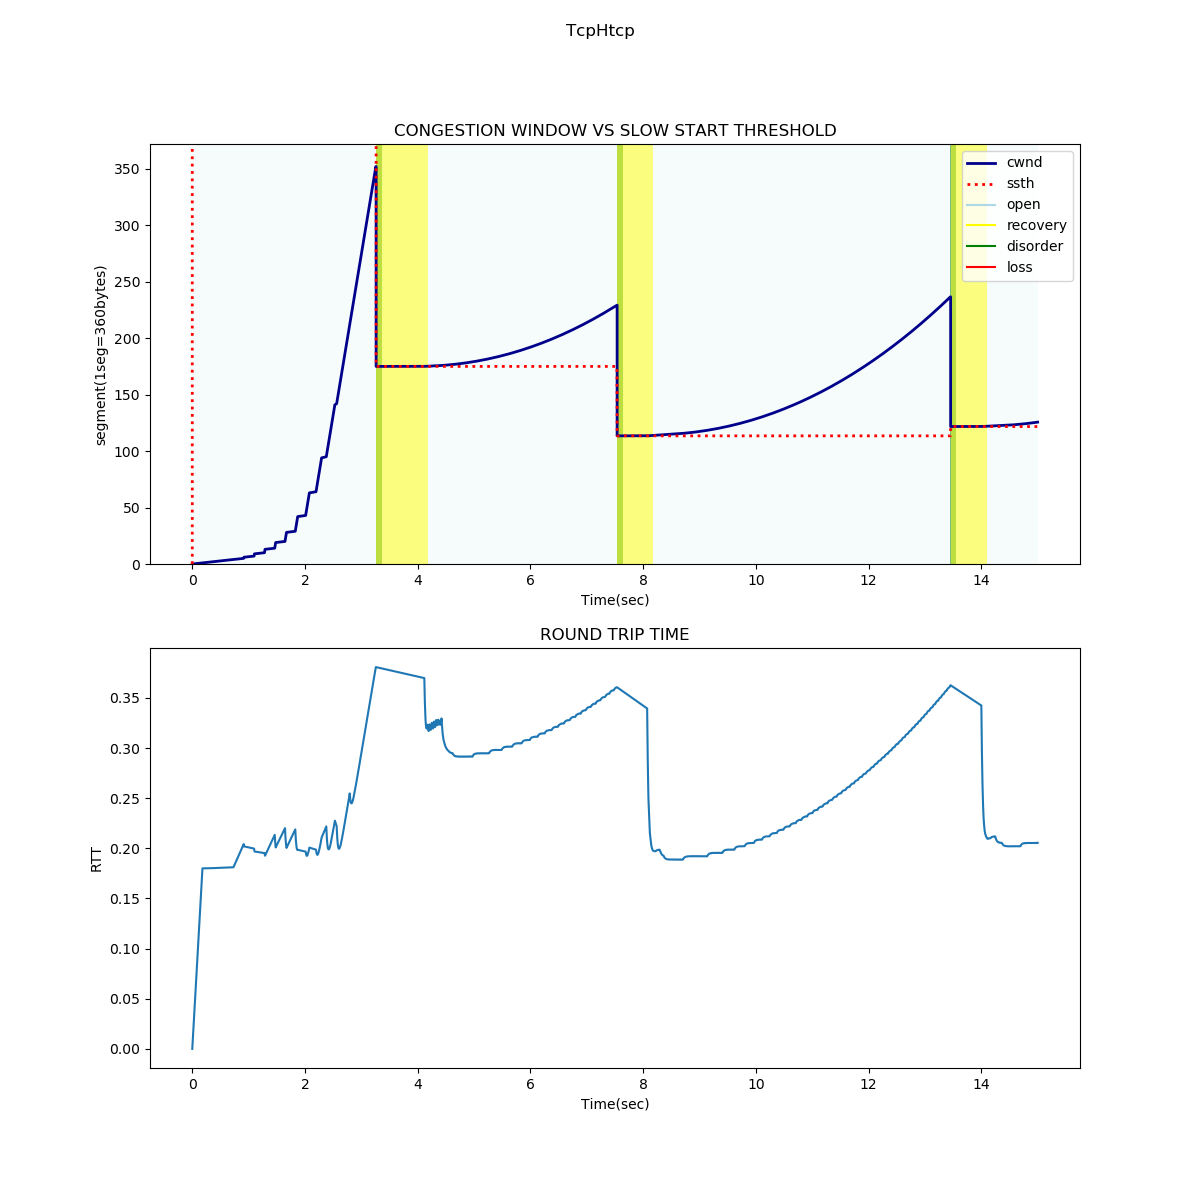 TcpHtcp
CONGESTION WINDOW VS SLOW START THRESHOLD
segment(1seg=360bytes)
350
300
250
200
150
100
50
0
cwnd
ssth
open
recovery
disorder
loss
0 2 4 6 8 10 12 14
Time(sec)
ROUND TRIP TIME
RTT
0.35
0.30
0.25
0.20
0.15
0.10
0.05
0.00
0 2 4 6 8 10 12 14
Time(sec)